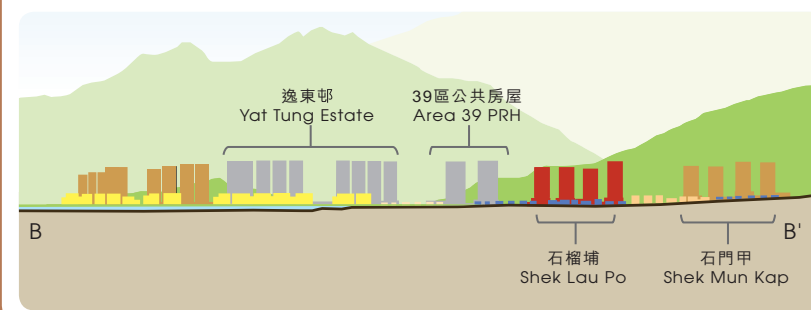 逸東邨
Yat Tung Estate
39區公共房屋
Area 39 PRH
B
B'
石榴埔
Shek Lau Po
石門甲
Shek Mun Kap